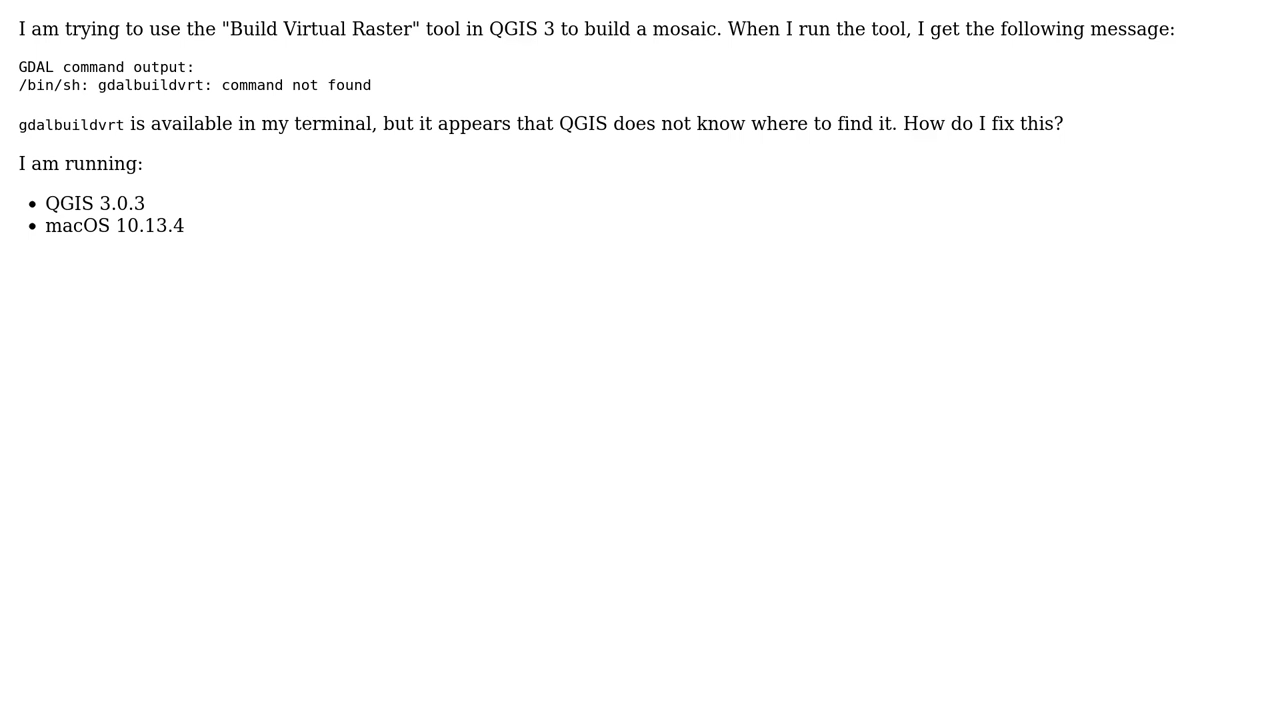 I am trying to use the "Build Virtual Raster" tool in QGIS 3 to build a mosaic. When I run the tool, I get the following message:
GDAL command output:
/bin/sh: gdalbuildvrt: command not found
gdalbuildvrt is available in my terminal, but it appears that QGIS does not know where to find it. How do I fix this?
I am running:
• QGIS 3.0.3
• macOS 10.13.4